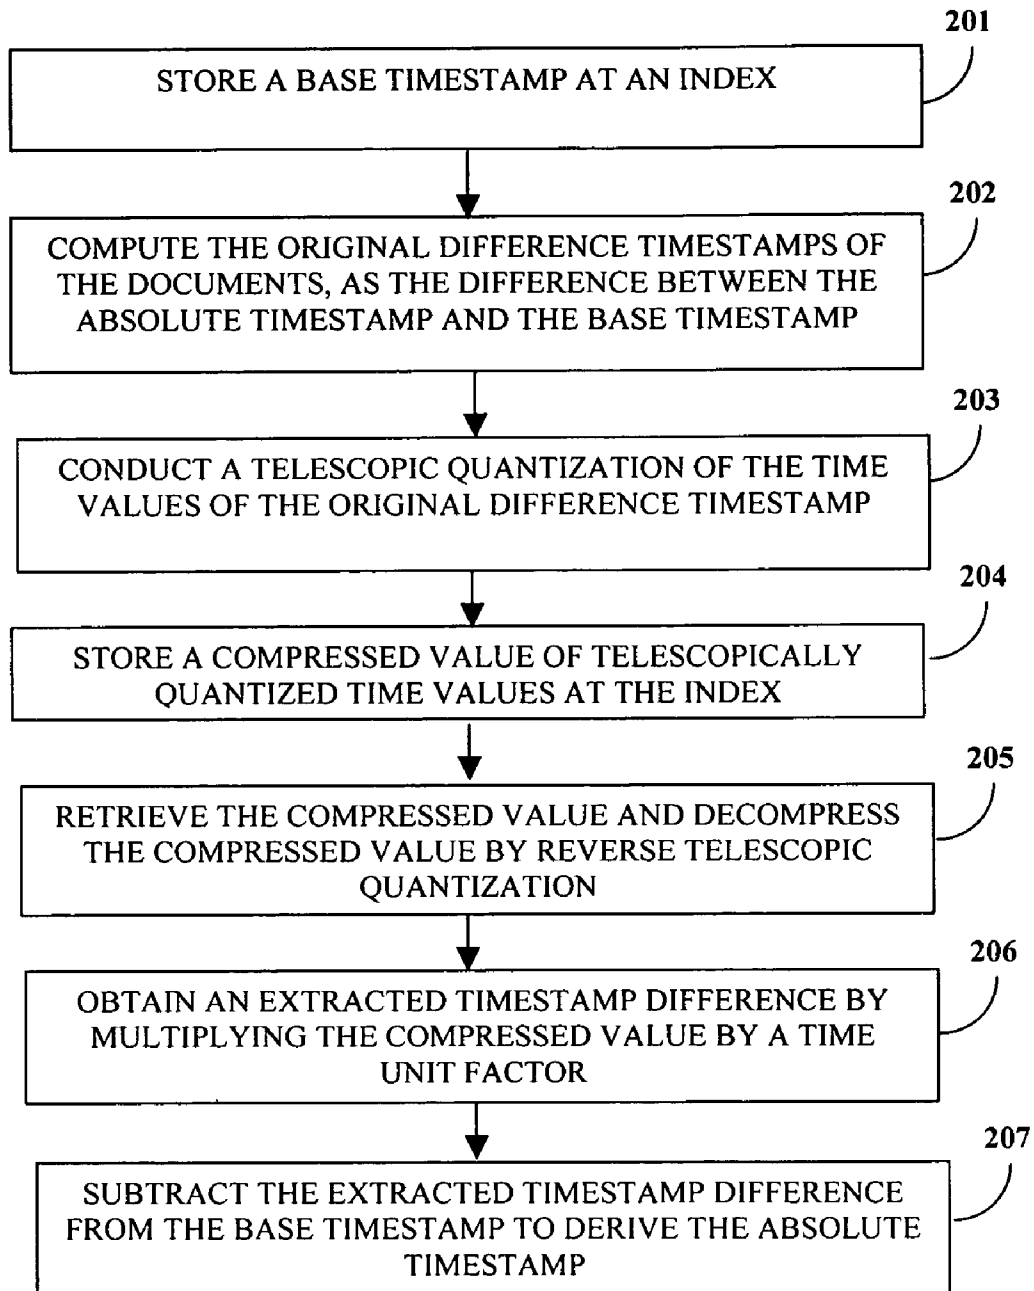 201
STORE A BASE TIMESTAMP AT AN INDEX
202
COMPUTE THE ORIGINAL DIFFERENCE TIMESTAMPS OF
THE DOCUMENTS, AS THE DIFFERENCE BETWEEN THE
ABSOLUTE TIMESTAMP AND THE BASE TIMESTAMP
203
CONDUCT A TELESCOPIC QUANTIZATION OF THE TIME
VALUES OF THE ORIGINAL DIFFERENCE TIMESTAMP
204
STORE A COMPRESSED VALUE OF TELESCOPICALLY
QUANTIZED TIME VALUES AT THE INDEX
205
RETRIEVE THE COMPRESSED VALUE AND DECOMPRESS
THE COMPRESSED VALUE BY REVERSE TELESCOPIC
QUANTIZATION
206
OBTAIN AN EXTRACTED TIMESTAMP DIFFERENCE BY
MULTIPLYING THE COMPRESSED VALUE BY A TIME
UNIT FACTOR
207
SUBTRACT THE EXTRACTED TIMESTAMP DIFFERENCE
FROM THE BASE TIMESTAMP TO DERIVE THE ABSOLUTE
TIMESTAMP